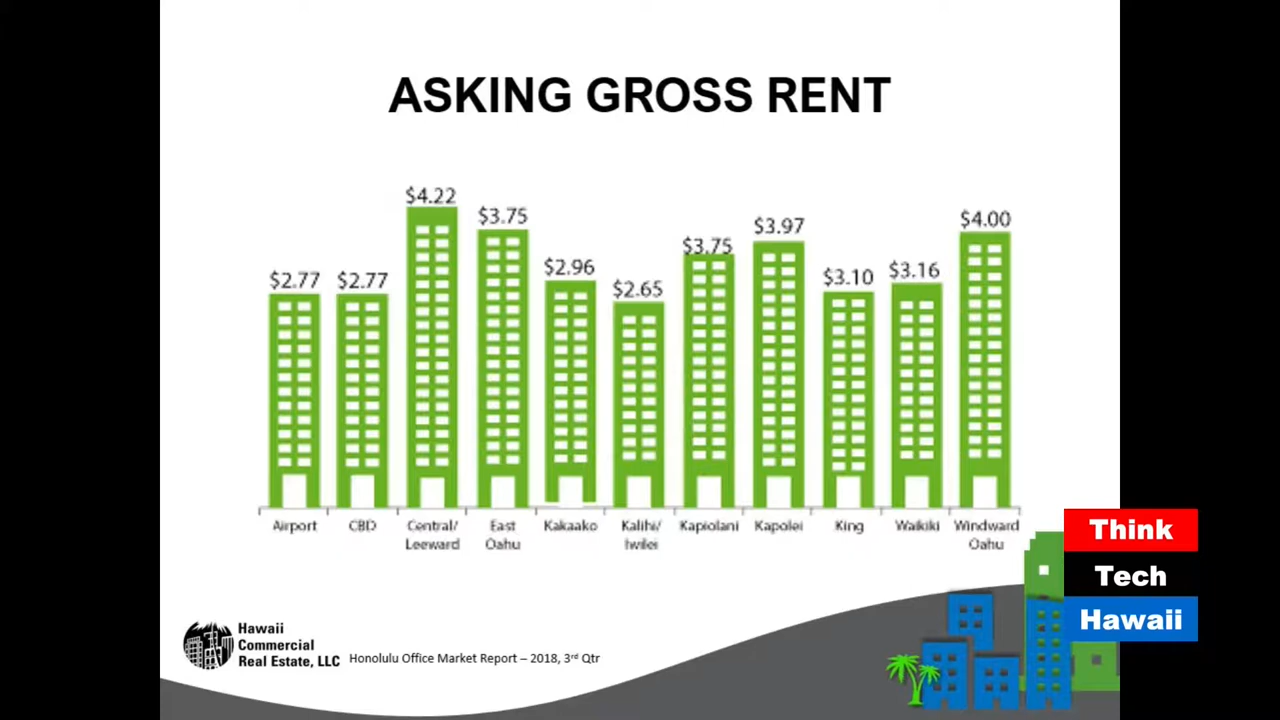 ASKING GROSS RENT
$2.77
$2.77
$4.22
$3.75
$2.96
$2.65
$3.75
$3.97
$3.10
$3.16
$4.00
Airport
CBD
Central/
Leeward
East
Oahu
Kakaako
Kalihi/
Iwilei
Kapiolani
Kapolei
King
Waikiki
Windward
Oahu
Hawaii
Commercial
Real Estate, LLC
Honolulu Office Market Report – 2018, 3rd Qtr
Think
Tech
Hawaii